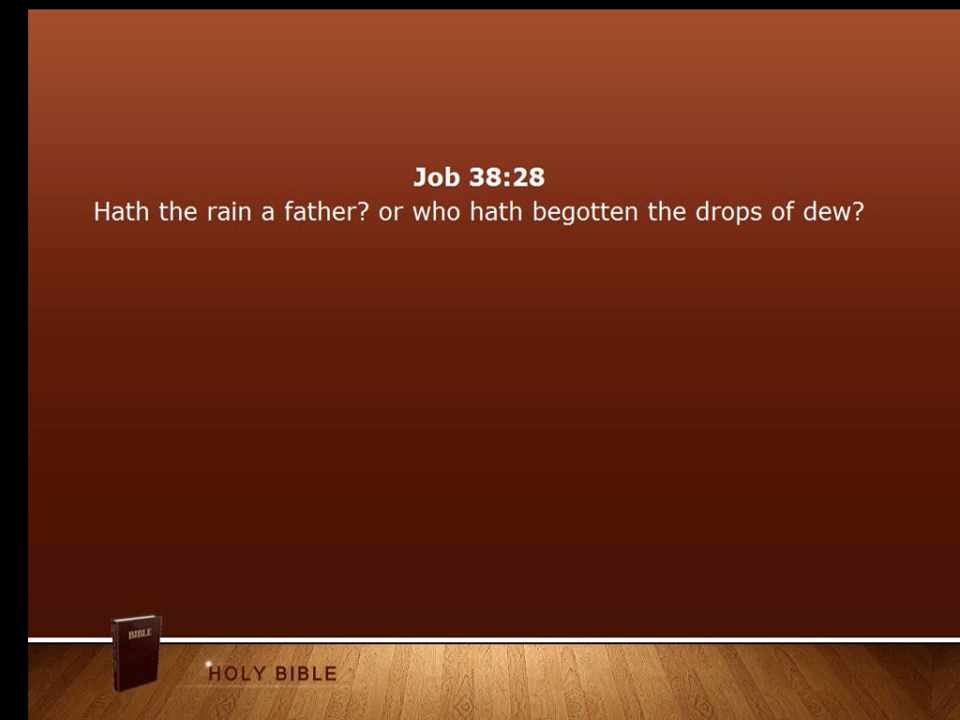 Job 38:28
Hath the rain a father? or who hath begotten the drops of dew?
BIBLE
HOLY BIBLE